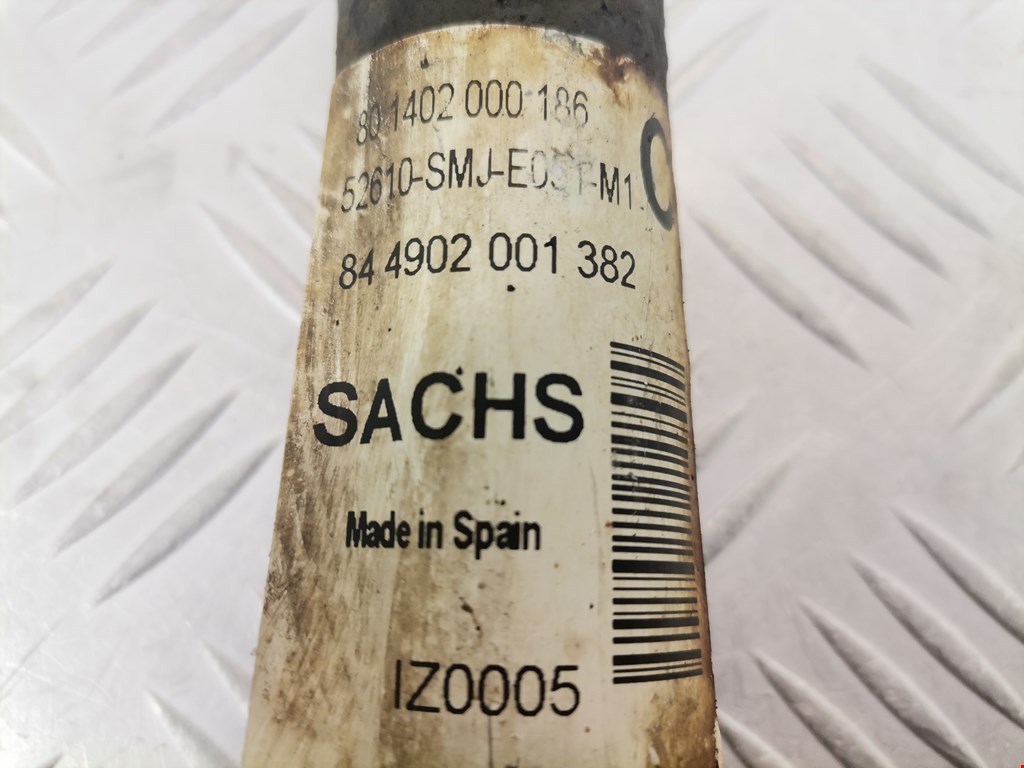 80 1402 000 186
84 4902 001 382
SACHS
Made in Spain
IZ0005